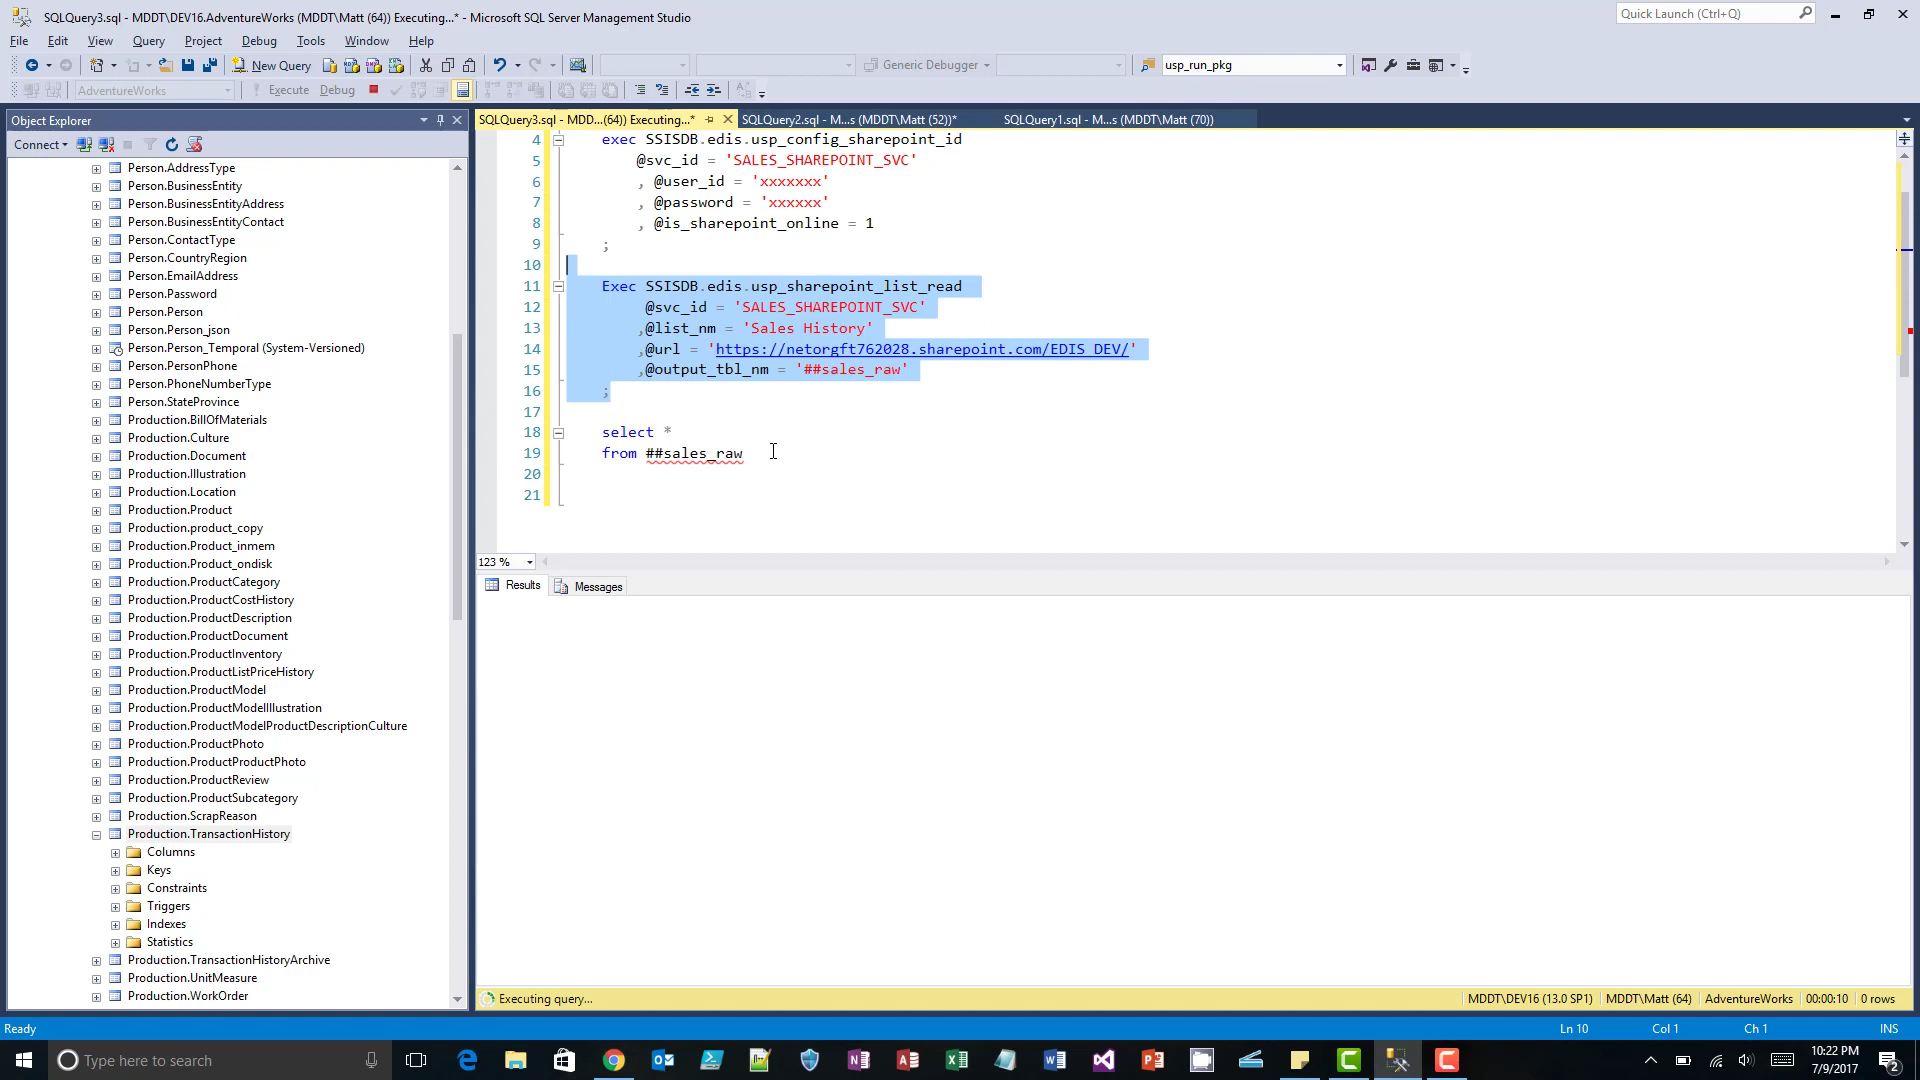 SQLQuery3.sql - MDDT\DEV16.AdventureWorks (MDDT\Matt (64)) Executing...* - Microsoft SQL Server Management Studio
Quick Launch (Ctrl+Q)
File Edit View Query Project Debug Tools Window Help
New Query
Generic Debugger
usp_run_pkg
AdventureWorks
Execute Debug
Object Explorer
SQLQuery3.sql - MDD...(64)) Executing...*
SQLQuery2.sql - M...s (MDDT\Matt (52))*
SQLQuery1.sql - M...s (MDDT\Matt (70))
Connect
Person.AddressType
Person.BusinessEntity
Person.BusinessEntityAddress
Person.BusinessEntityContact
Person.ContactType
Person.CountryRegion
Person.EmailAddress
Person.Password
Person.Person
Person.Person_json
Person.Person_Temporal (System-Versioned)
Person.PersonPhone
Person.PhoneNumberType
Person.StateProvince
Production.BillOfMaterials
Production.Culture
Production.Document
Production.Illustration
Production.Location
Production.Product
Production.product_copy
Production.Product_inmem
Production.Product_ondisk
Production.ProductCategory
Production.ProductCostHistory
Production.ProductDescription
Production.ProductDocument
Production.ProductInventory
Production.ProductListPriceHistory
Production.ProductModel
Production.ProductModelIllustration
Production.ProductModelProductDescriptionCulture
Production.ProductPhoto
Production.ProductProductPhoto
Production.ProductReview
Production.ProductSubcategory
Production.ScrapReason
Production.TransactionHistory
Columns
Keys
Constraints
Triggers
Indexes
Statistics
Production.TransactionHistoryArchive
Production.UnitMeasure
Production.WorkOrder
4 exec SSISDB.edis.usp_config_sharepoint_id
5 @svc_id = 'SALES_SHAREPOINT_SVC'
6 , @user_id = 'xxxxxxx'
7 , @password = 'xxxxxx'
8 , @is_sharepoint_online = 1
9 ;
10
11 Exec SSISDB.edis.usp_sharepoint_list_read
12 @svc_id = 'SALES_SHAREPOINT_SVC'
13 ,@list_nm = 'Sales History'
14 ,@url = 'https://netorgft762028.sharepoint.com/EDIS_DEV/'
15 ,@output_tbl_nm = '##sales_raw'
16 ;
17
18 select *
19 from ##sales_raw
20
21
123 %
Results Messages
Executing query...
MDDT\DEV16 (13.0 SP1) MDDT\Matt (64) AdventureWorks 00:00:10 0 rows
Ready
Ln 10 Col 1 Ch 1 INS
Type here to search
10:22 PM
7/9/2017
2